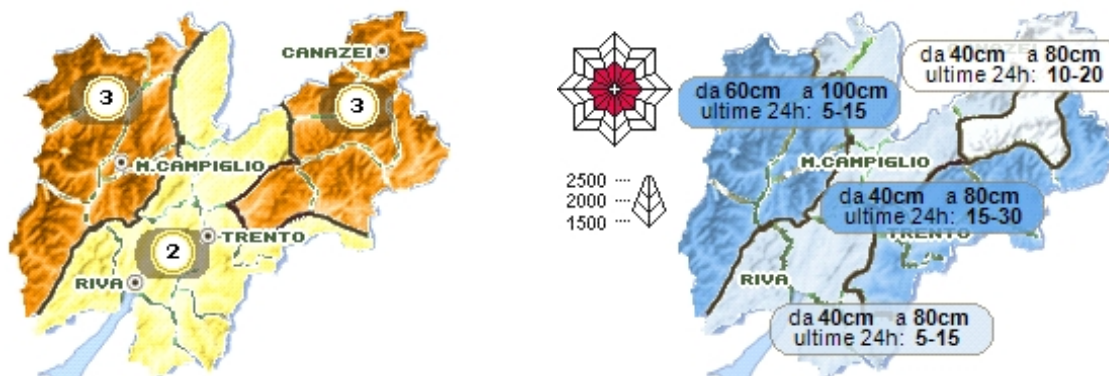 CANAZEI
3
3
M.CAMPIGLIO
TRENTO
2
RIVA
2500
2000
1500
da 40cm a 80cm
ultime 24h: 10-20
da 60cm a 100cm
ultime 24h: 5-15
M.CAMPIGLIO
da 40cm a 80cm
ultime 24h: 15-30
TRENTO
RIVA
da 40cm a 80cm
ultime 24h: 5-15